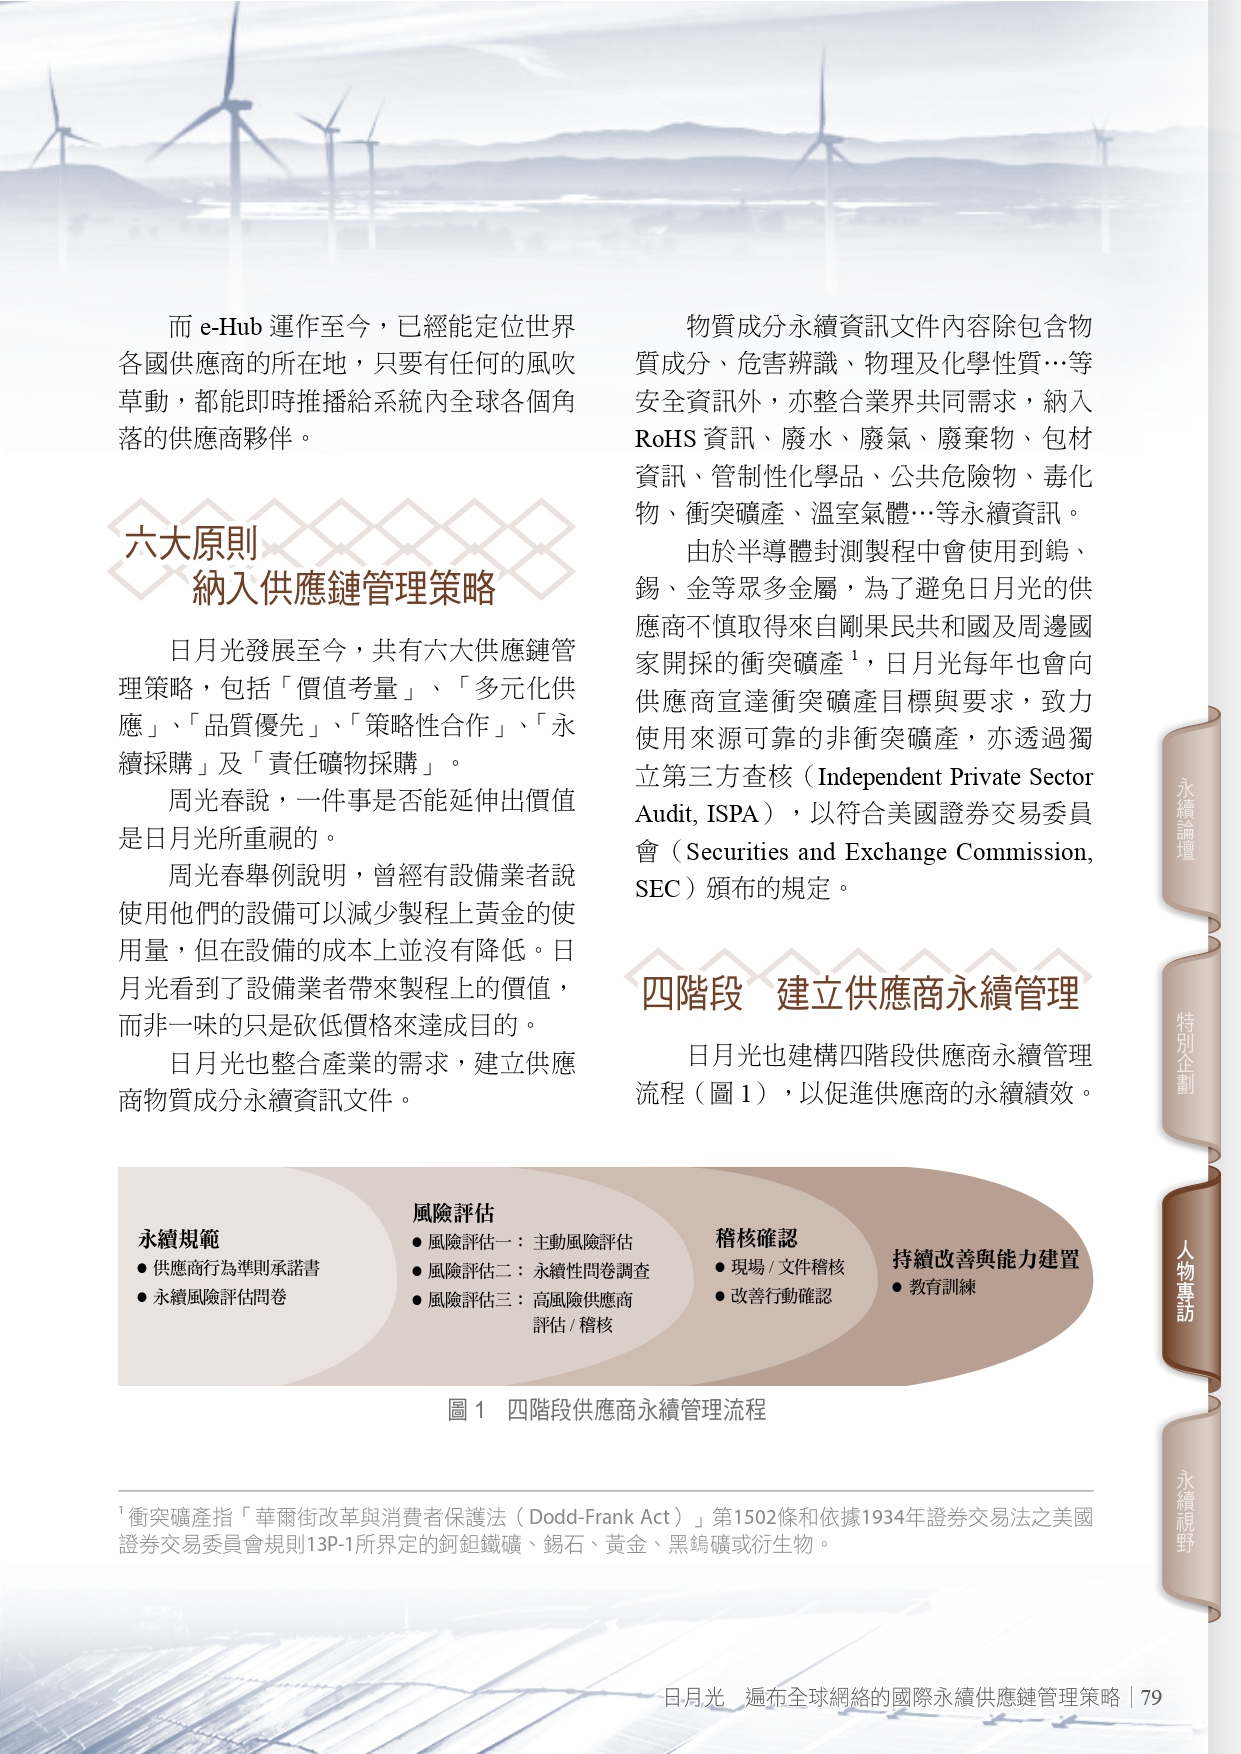 而 e-Hub 運作至今，已經能定位世界
各國供應商的所在地，只要有任何的風吹
草動，都能即時推播給系統內全球各個角
落的供應商夥伴。
六大原則
納入供應鏈管理策略
日月光發展至今，共有六大供應鏈管
理策略，包括「價值考量」、「多元化供
應」、「品質優先」、「策略性合作」、「永
續採購」及「責任礦物採購」。
周光春說，一件事是否能延伸出價值
是日月光所重視的。
周光春舉例說明，曾經有設備業者說
使用他們的設備可以減少製程上黃金的使
用量，但在設備的成本上並沒有降低。日
月光看到了設備業者帶來製程上的價值，
而非一味的只是砍低價格來達成目的。
日月光也整合產業的需求，建立供應
商物質成分永續資訊文件。
物質成分永續資訊文件內容除包含物
質成分、危害辨識、物理及化學性質…等
安全資訊外，亦整合業界共同需求，納入
RoHS 資訊、廢水、廢氣、廢棄物、包材
資訊、管制性化學品、公共危險物、毒化
物、衝突礦產、溫室氣體…等永續資訊。
由於半導體封測製程中會使用到鎢、
錫、金等眾多金屬，為了避免日月光的供
應商不慎取得來自剛果民共和國及周邊國
家開採的衝突礦產 1，日月光每年也會向
供應商宣達衝突礦產目標與要求，致力
使用來源可靠的非衝突礦產，亦透過獨
立第三方查核（Independent Private Sector
Audit, ISPA），以符合美國證券交易委員
會（Securities and Exchange Commission,
SEC）頒布的規定。
四階段　建立供應商永續管理
日月光也建構四階段供應商永續管理
流程（圖 1），以促進供應商的永續績效。
永續規範
● 供應商行為準則承諾書
● 永續風險評估問卷
風險評估
● 風險評估一： 主動風險評估
● 風險評估二： 永續性問卷調查
● 風險評估三： 高風險供應商
評估 / 稽核
稽核確認
● 現場 / 文件稽核
● 改善行動確認
持續改善與能力建置
● 教育訓練
圖 1　四階段供應商永續管理流程
1 衝突礦產指「華爾街改革與消費者保護法（Dodd-Frank Act）」第1502條和依據1934年證券交易法之美國
證券交易委員會規則13P-1所界定的鈳鉭鐵礦、錫石、黃金、黑鎢礦或衍生物。
永續論壇
特別企劃
人物專訪
永續視野
日月光　遍布全球網絡的國際永續供應鏈管理策略｜79